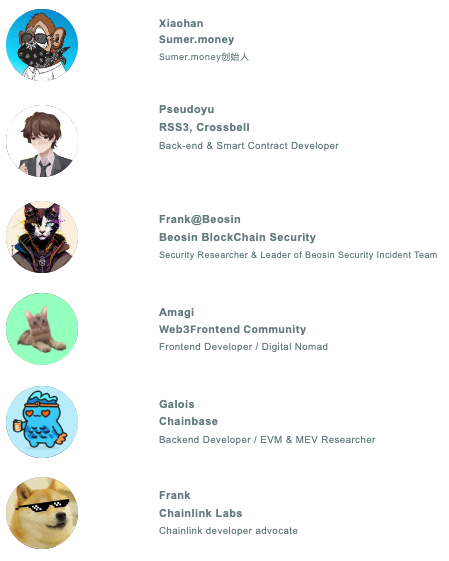 Xiaohan
Sumer.money
Sumer.money创始人
Pseudoyu
RSS3, Crossbell
Back-end & Smart Contract Developer
Frank@Beosin
Beosin BlockChain Security
Security Researcher & Leader of Beosin Security Incident Team
Amagi
Web3Frontend Community
Frontend Developer / Digital Nomad
Galois
Chainbase
Backend Developer / EVM & MEV Researcher
Frank
Chainlink Labs
Chainlink developer advocate